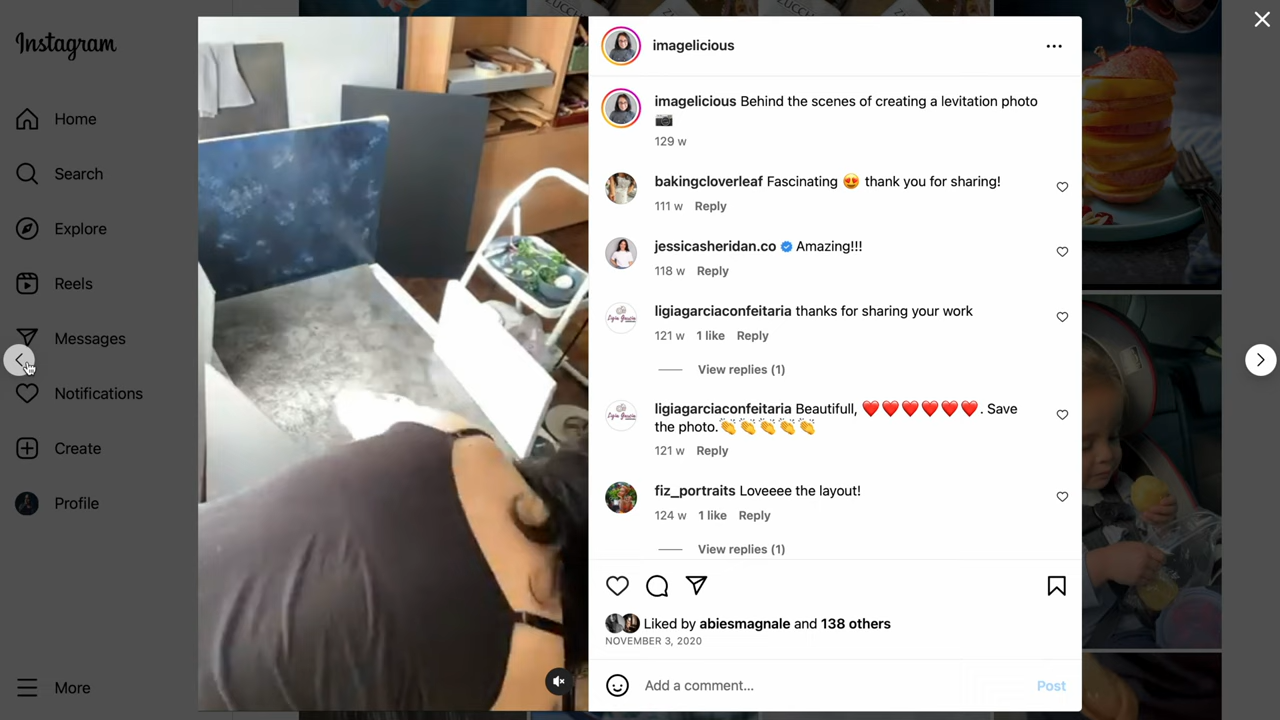 Instagram
Home
Search
Explore
Reels
Messages
Notifications
Create
Profile
More
ZUCC
imagelicious
imagelicious Behind the scenes of creating a levitation photo
📷
129 w
bakingcloverleaf Fascinating 😍 thank you for sharing!
111 w Reply
jessicasheridan.co Amazing!!!
118 w Reply
ligiagarciaconfeitaria thanks for sharing your work
121 w 1 like Reply
View replies (1)
ligiagarciaconfeitaria Beautifull, ❤️❤️❤️❤️❤️❤️. Save
the photo.👏👏👏👏👏
121 w Reply
fiz_portraits Loveeee the layout!
124 w 1 like Reply
View replies (1)
Liked by abiesmagnale and 138 others
NOVEMBER 3, 2020
Add a comment...
Post